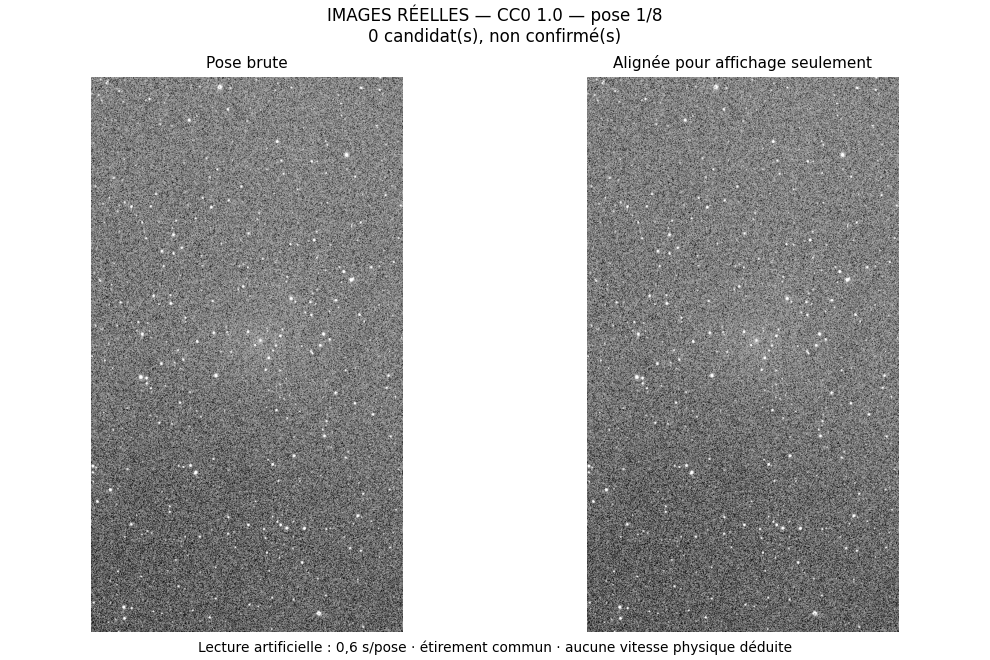 IMAGES RÉELLES — CC0 1.0 — pose 1/8
0 candidat(s), non confirmé(s)
Pose brute
Alignée pour affichage seulement
Lecture artificielle : 0,6 s/pose · étirement commun · aucune vitesse physique déduite